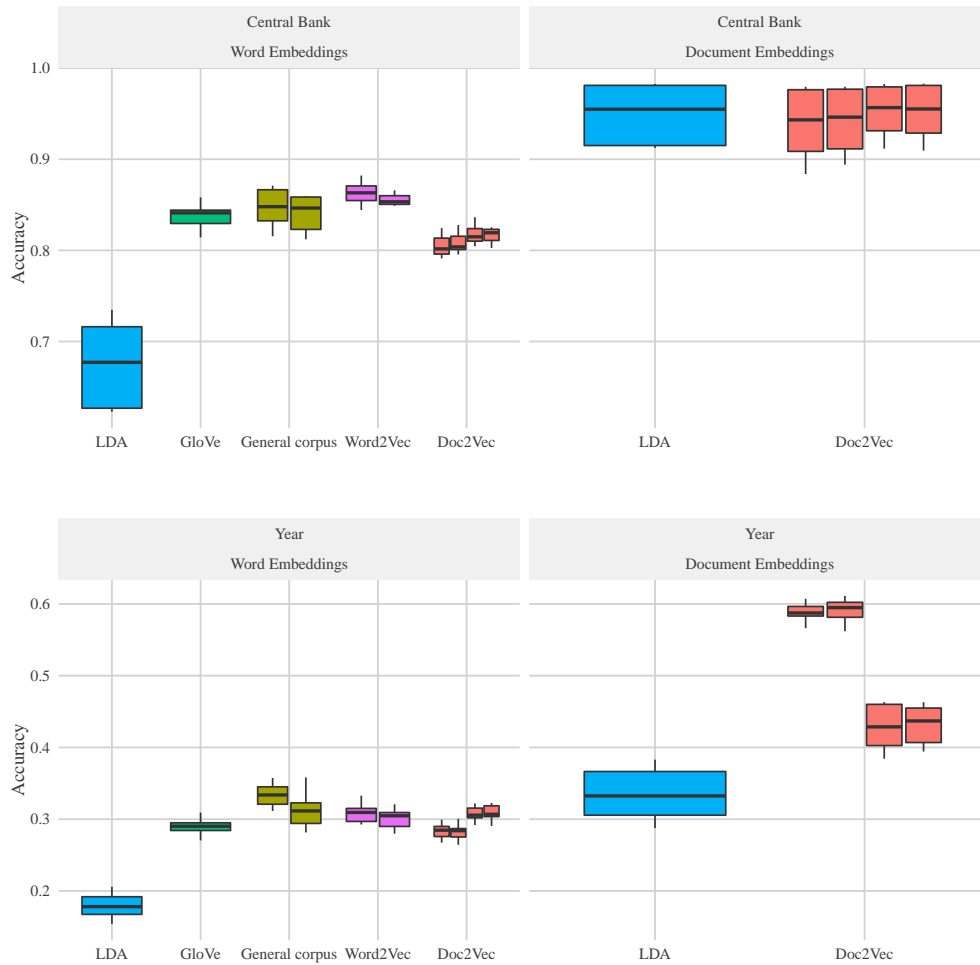 Central Bank
Word Embeddings
Central Bank
Document Embeddings
1.0
0.9
0.8
0.7
Accuracy
LDA GloVe General corpus Word2Vec Doc2Vec
LDA Doc2Vec
Year
Word Embeddings
Year
Document Embeddings
0.6
0.5
0.4
0.3
0.2
Accuracy
LDA GloVe General corpus Word2Vec Doc2Vec
LDA Doc2Vec